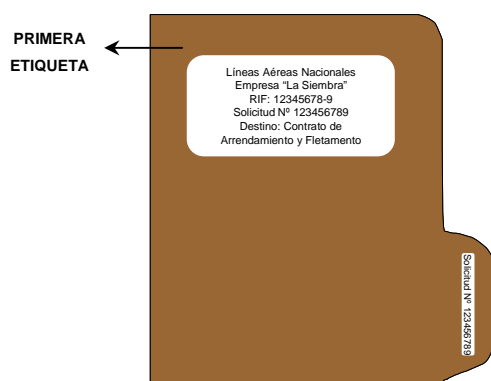 PRIMERA
ETIQUETA
Líneas Aéreas Nacionales
Empresa “La Siembra”
RIF: 12345678-9
Solicitud Nº 123456789
Destino: Contrato de
Arrendamiento y Fletamento
Solicitud Nº 123456789